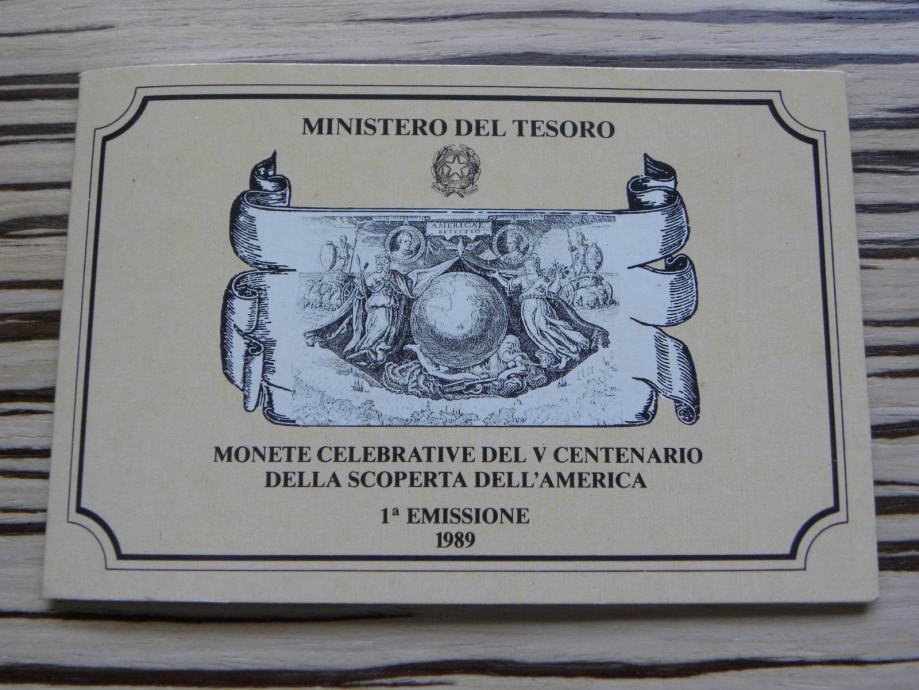 MINISTERO DEL TESORO
AMERICAE
RETECTIO
MONETE CELEBRATIVE DEL V CENTENARIO
DELLA SCOPERTA DELL'AMERICA
1ª EMISSIONE
1989